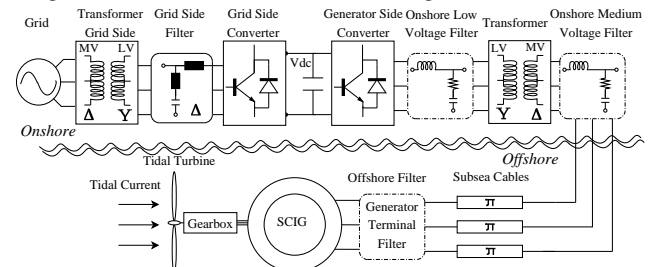 Grid
Transformer
Grid Side
Grid Side
Filter
Grid Side
Converter
Generator Side
Converter
Onshore Low
Voltage Filter
Transformer
Onshore Medium
Voltage Filter
MV LV
Δ Y
Δ
Vdc
LV MV
Y Δ
Onshore
Offshore
Tidal Turbine
Tidal Current
Gearbox
SCIG
Offshore Filter
Generator
Terminal
Filter
Subsea Cables
π
π
π